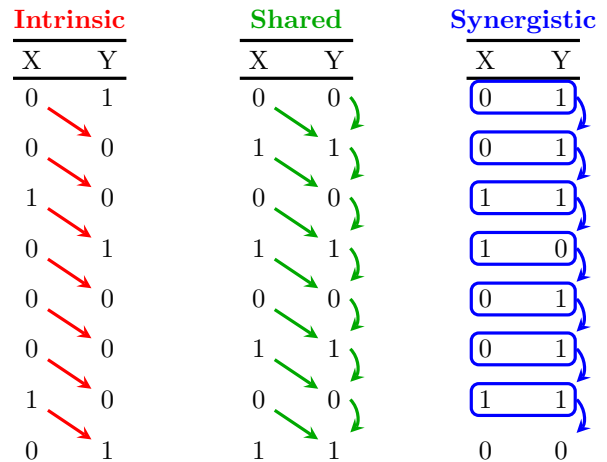 Intrinsic Shared Synergistic
X Y X Y X Y
0 1 0 0 0 1
0 0 1 1 0 1
1 0 0 0 1 1
0 1 1 1 1 0
0 0 0 0 0 1
0 0 1 1 0 1
1 0 0 0 1 1
0 1 1 1 0 0